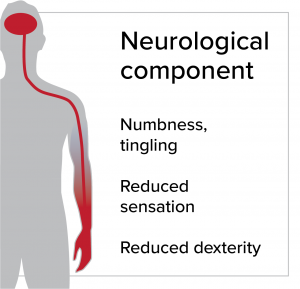 Neurological
component
Numbness,
tingling
Reduced
sensation
Reduced dexterity